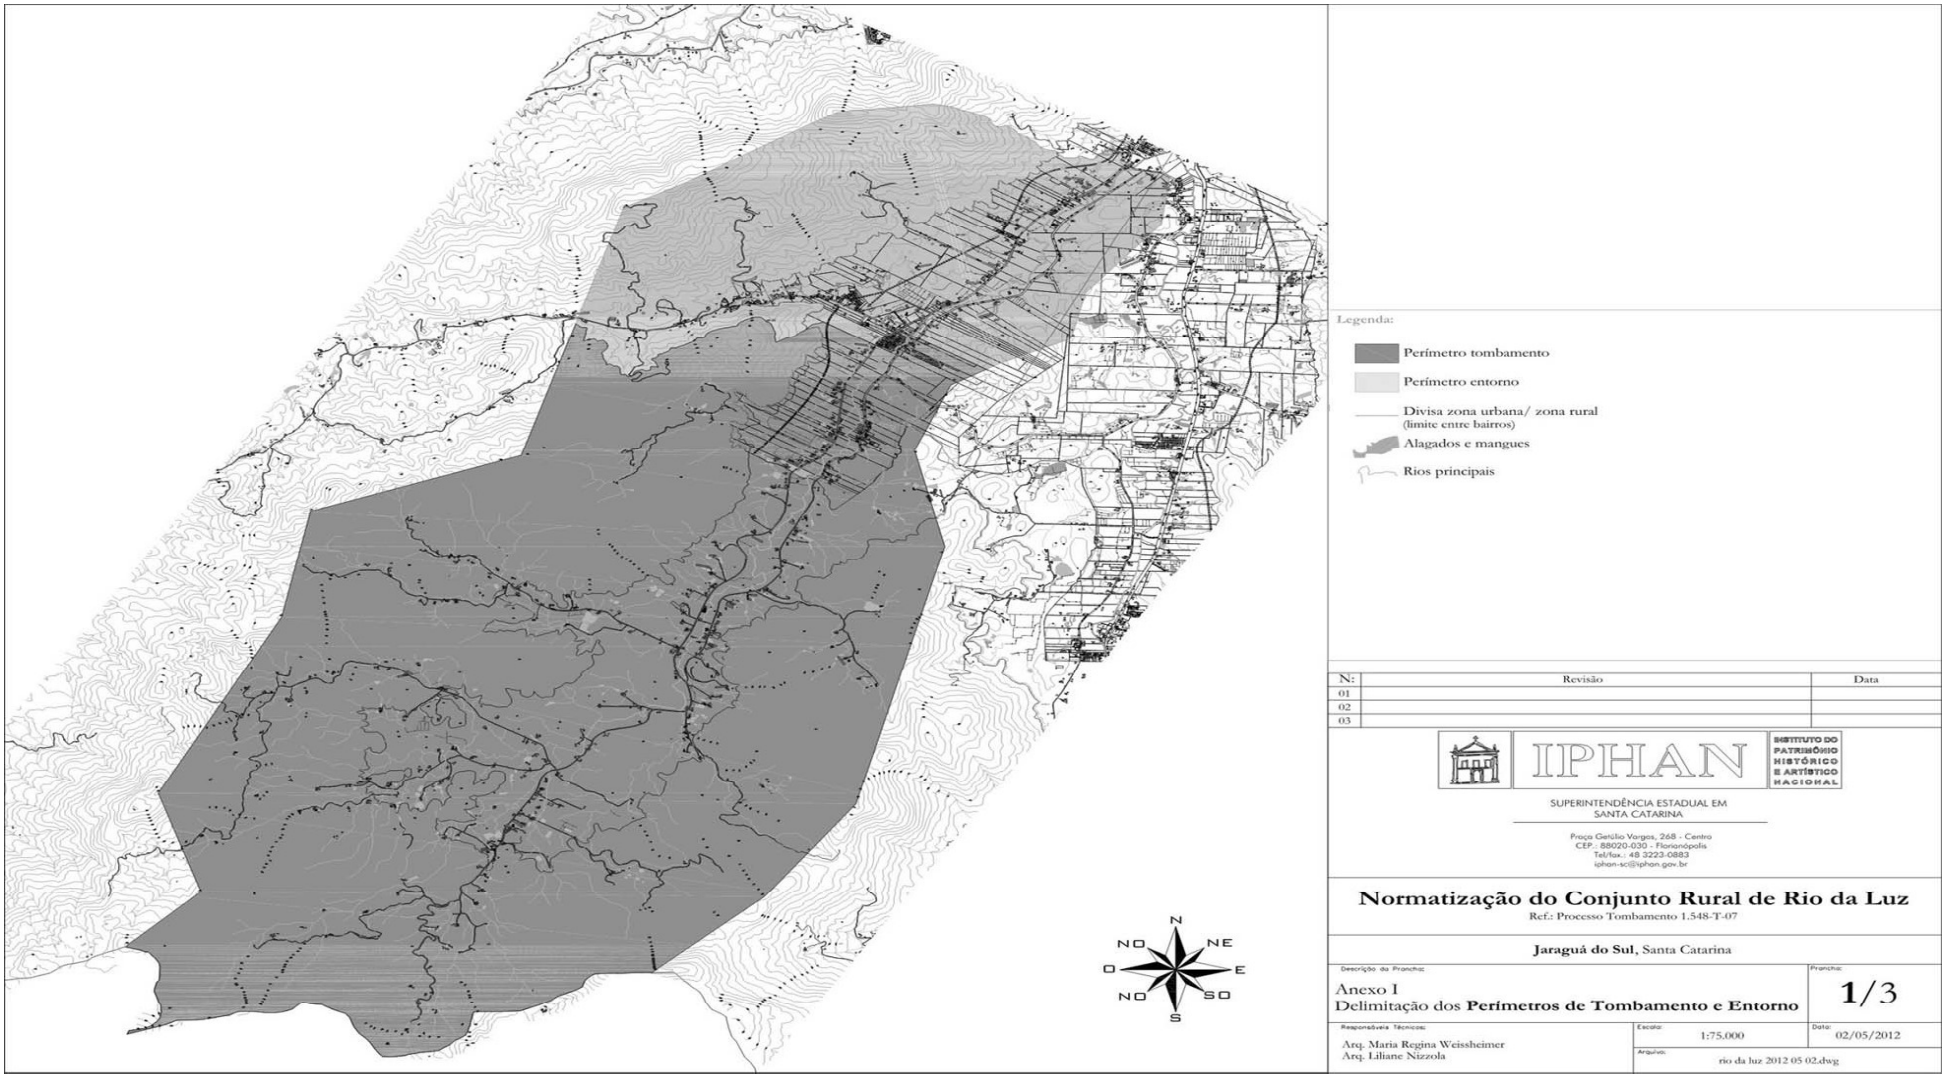 Legenda:
Perímetro tombamento
Perímetro entorno
Divisa zona urbana/ zona rural
(limite entre bairros)
Alagados e mangues
Rios principais
N: Revisão Data
01
02
03
IPHAN
INSTITUTO DO
PATRIMÔNIO
HISTÓRICO
E ARTÍSTICO
NACIONAL
SUPERINTENDÊNCIA ESTADUAL EM
SANTA CATARINA
Praça Getúlio Vargas, 268 - Centro
CEP.: 88020-030 - Florianópolis
Tel/fax.: 48 3223-0883
iphan-sc@iphan.gov.br
Normatização do Conjunto Rural de Rio da Luz
Ref.: Processo Tombamento 1.548-T-07
Jaraguá do Sul, Santa Catarina
Descrição da Prancha:
Anexo I
Delimitação dos Perímetros de Tombamento e Entorno
Prancha:
1/3
Responsáveis Técnicos:
Arq. Maria Regina Weissheimer
Arq. Liliane Nizzola
Escala:
1:75.000
Data:
02/05/2012
Arquivo:
rio da luz 2012 05 02.dwg
N
NO NE
O E
NO SO
S